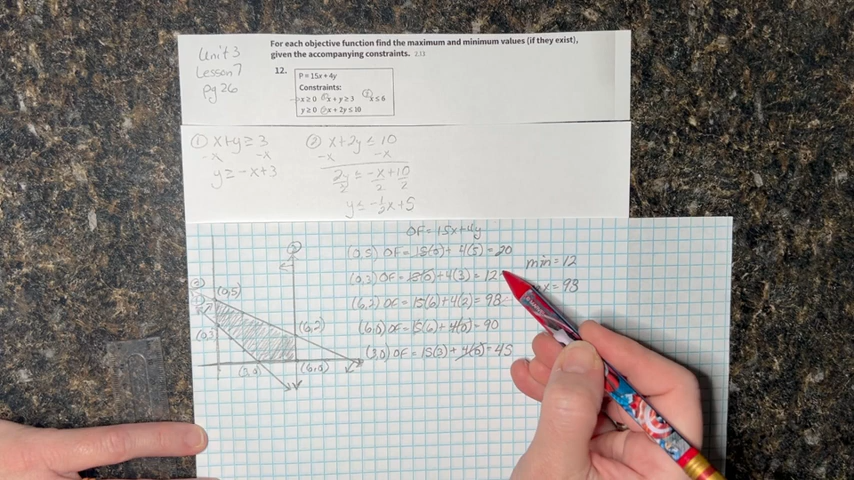 Unit 3
Lesson 7
pg 26
For each objective function find the maximum and minimum values (if they exist),
given the accompanying constraints. 2.13
12.
P = 15x + 4y
Constraints:
x ≥ 0 ① x + y ≥ 3 ③ x ≤ 6
y ≥ 0 ② x + 2y ≤ 10
① x+y ≥ 3
-x -x
y ≥ -x+3
② x+2y ≤ 10
-x -x
2y ≤ -x+10
2 2 2
y ≤ -½x+5
OF = 15x+4y
(0,5) OF = 15(0) + 4(5) = 20
(0,3) OF = 15(0) + 4(3) = 12
(6,2) OF = 15(6) + 4(2) = 98
(6,0) OF = 15(6) + 4(0) = 90
(3,0) OF = 15(3) + 4(0) = 45
min = 12
x = 98
(0,5)
(6,2)
(3,0)
(6,0)